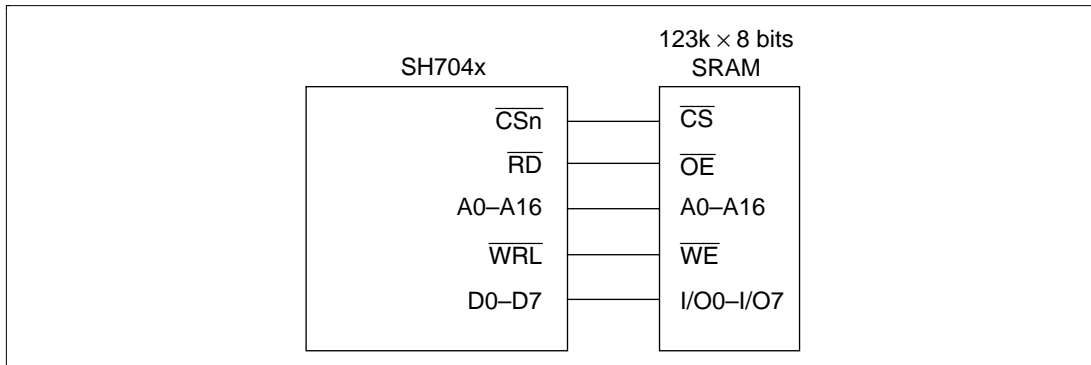 123k × 8 bits
SH704x SRAM
CSn CS
RD OE
A0–A16 A0–A16
WRL WE
D0–D7 I/O0–I/O7